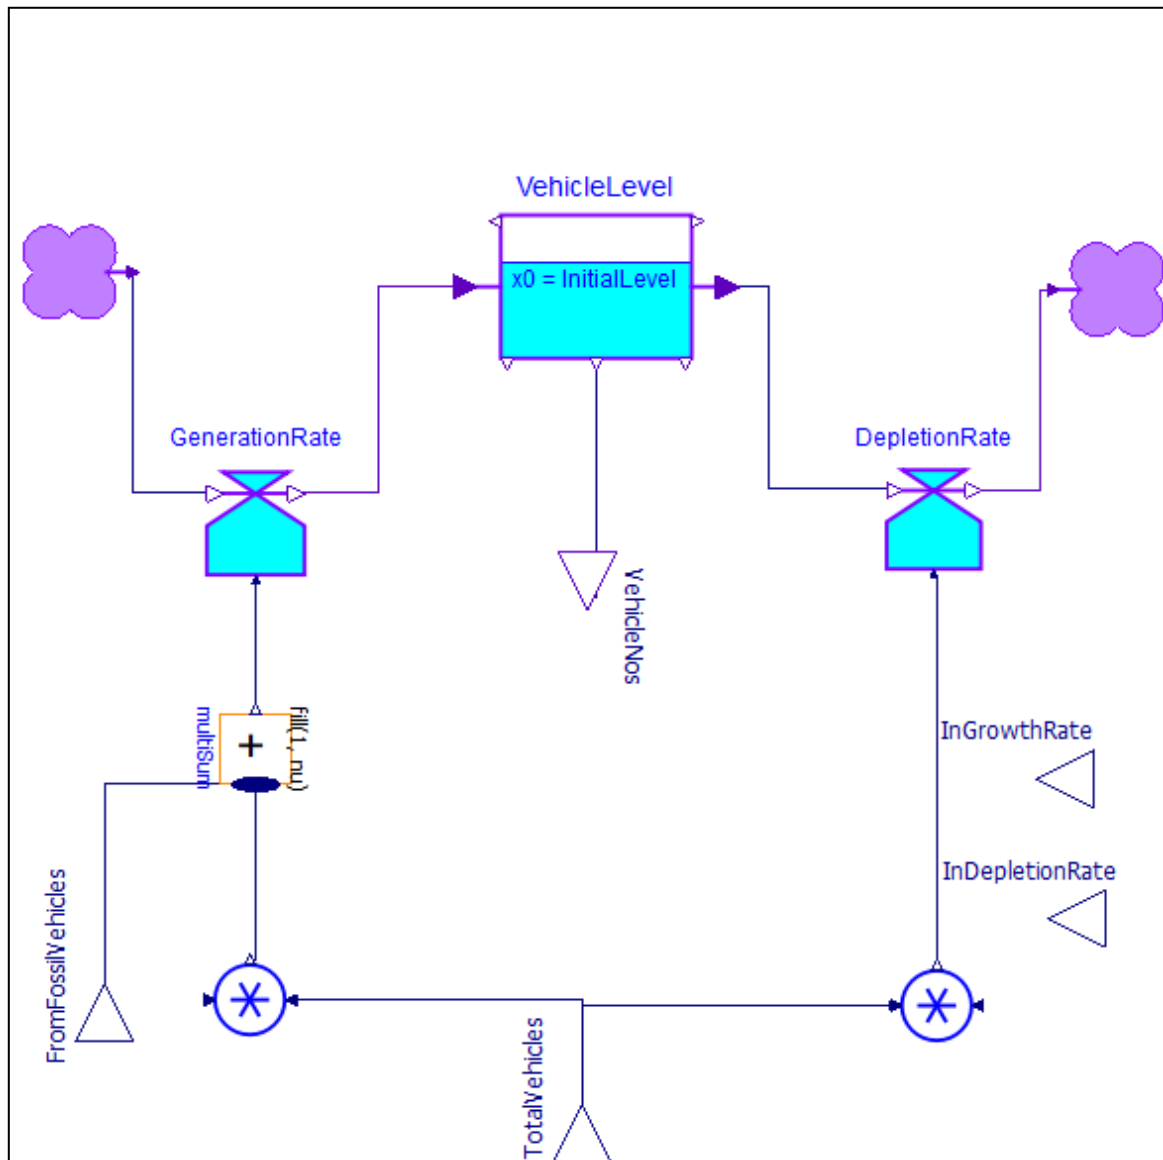 VehicleLevel
x0 = InitialLevel
GenerationRate
DepletionRate
VehicleNos
+
fill(1, nu)
multiSum
InGrowthRate
InDepletionRate
FromFossilVehicles
TotalVehicles